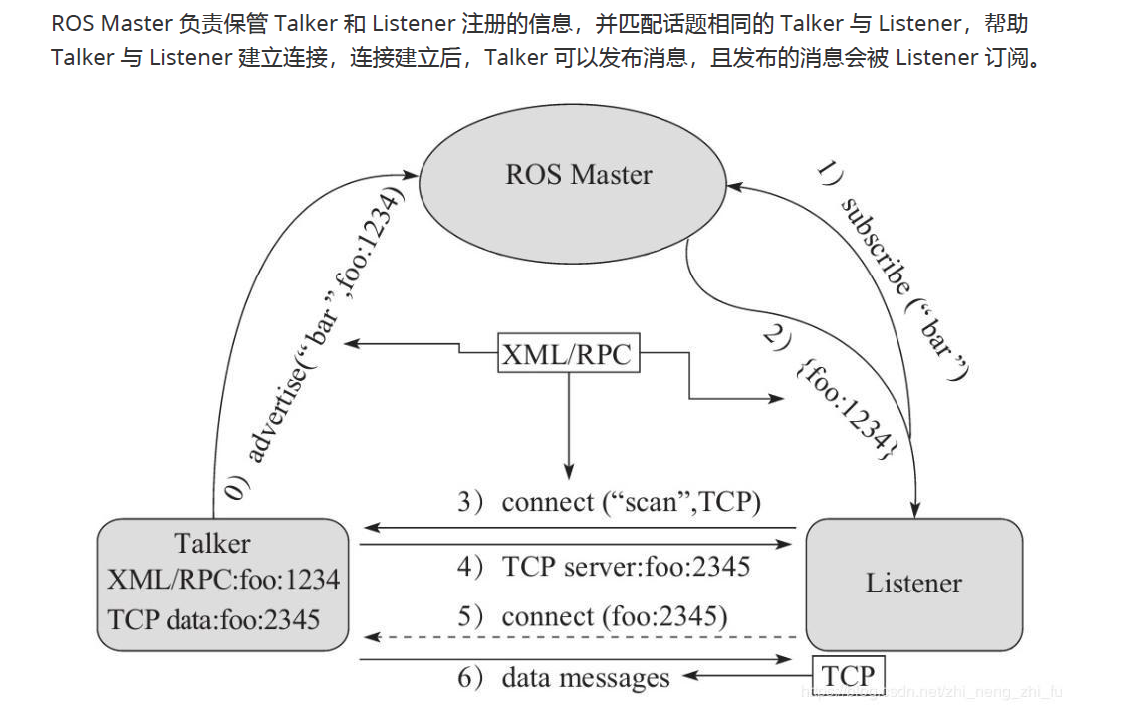 ROS Master 负责保管 Talker 和 Listener 注册的信息，并匹配话题相同的 Talker 与 Listener，帮助
Talker 与 Listener 建立连接，连接建立后，Talker 可以发布消息，且发布的消息会被 Listener 订阅。
ROS Master
0）advertise(“bar”,foo:1234)
1）subscribe (“bar”)
XML/RPC
2）{foo:1234}
3）connect (“scan”,TCP)
Talker
XML/RPC:foo:1234
TCP data:foo:2345
4）TCP server:foo:2345
Listener
5）connect (foo:2345)
6）data messages
TCP
https://blog.csdn.net/zhi_neng_zhi_fu